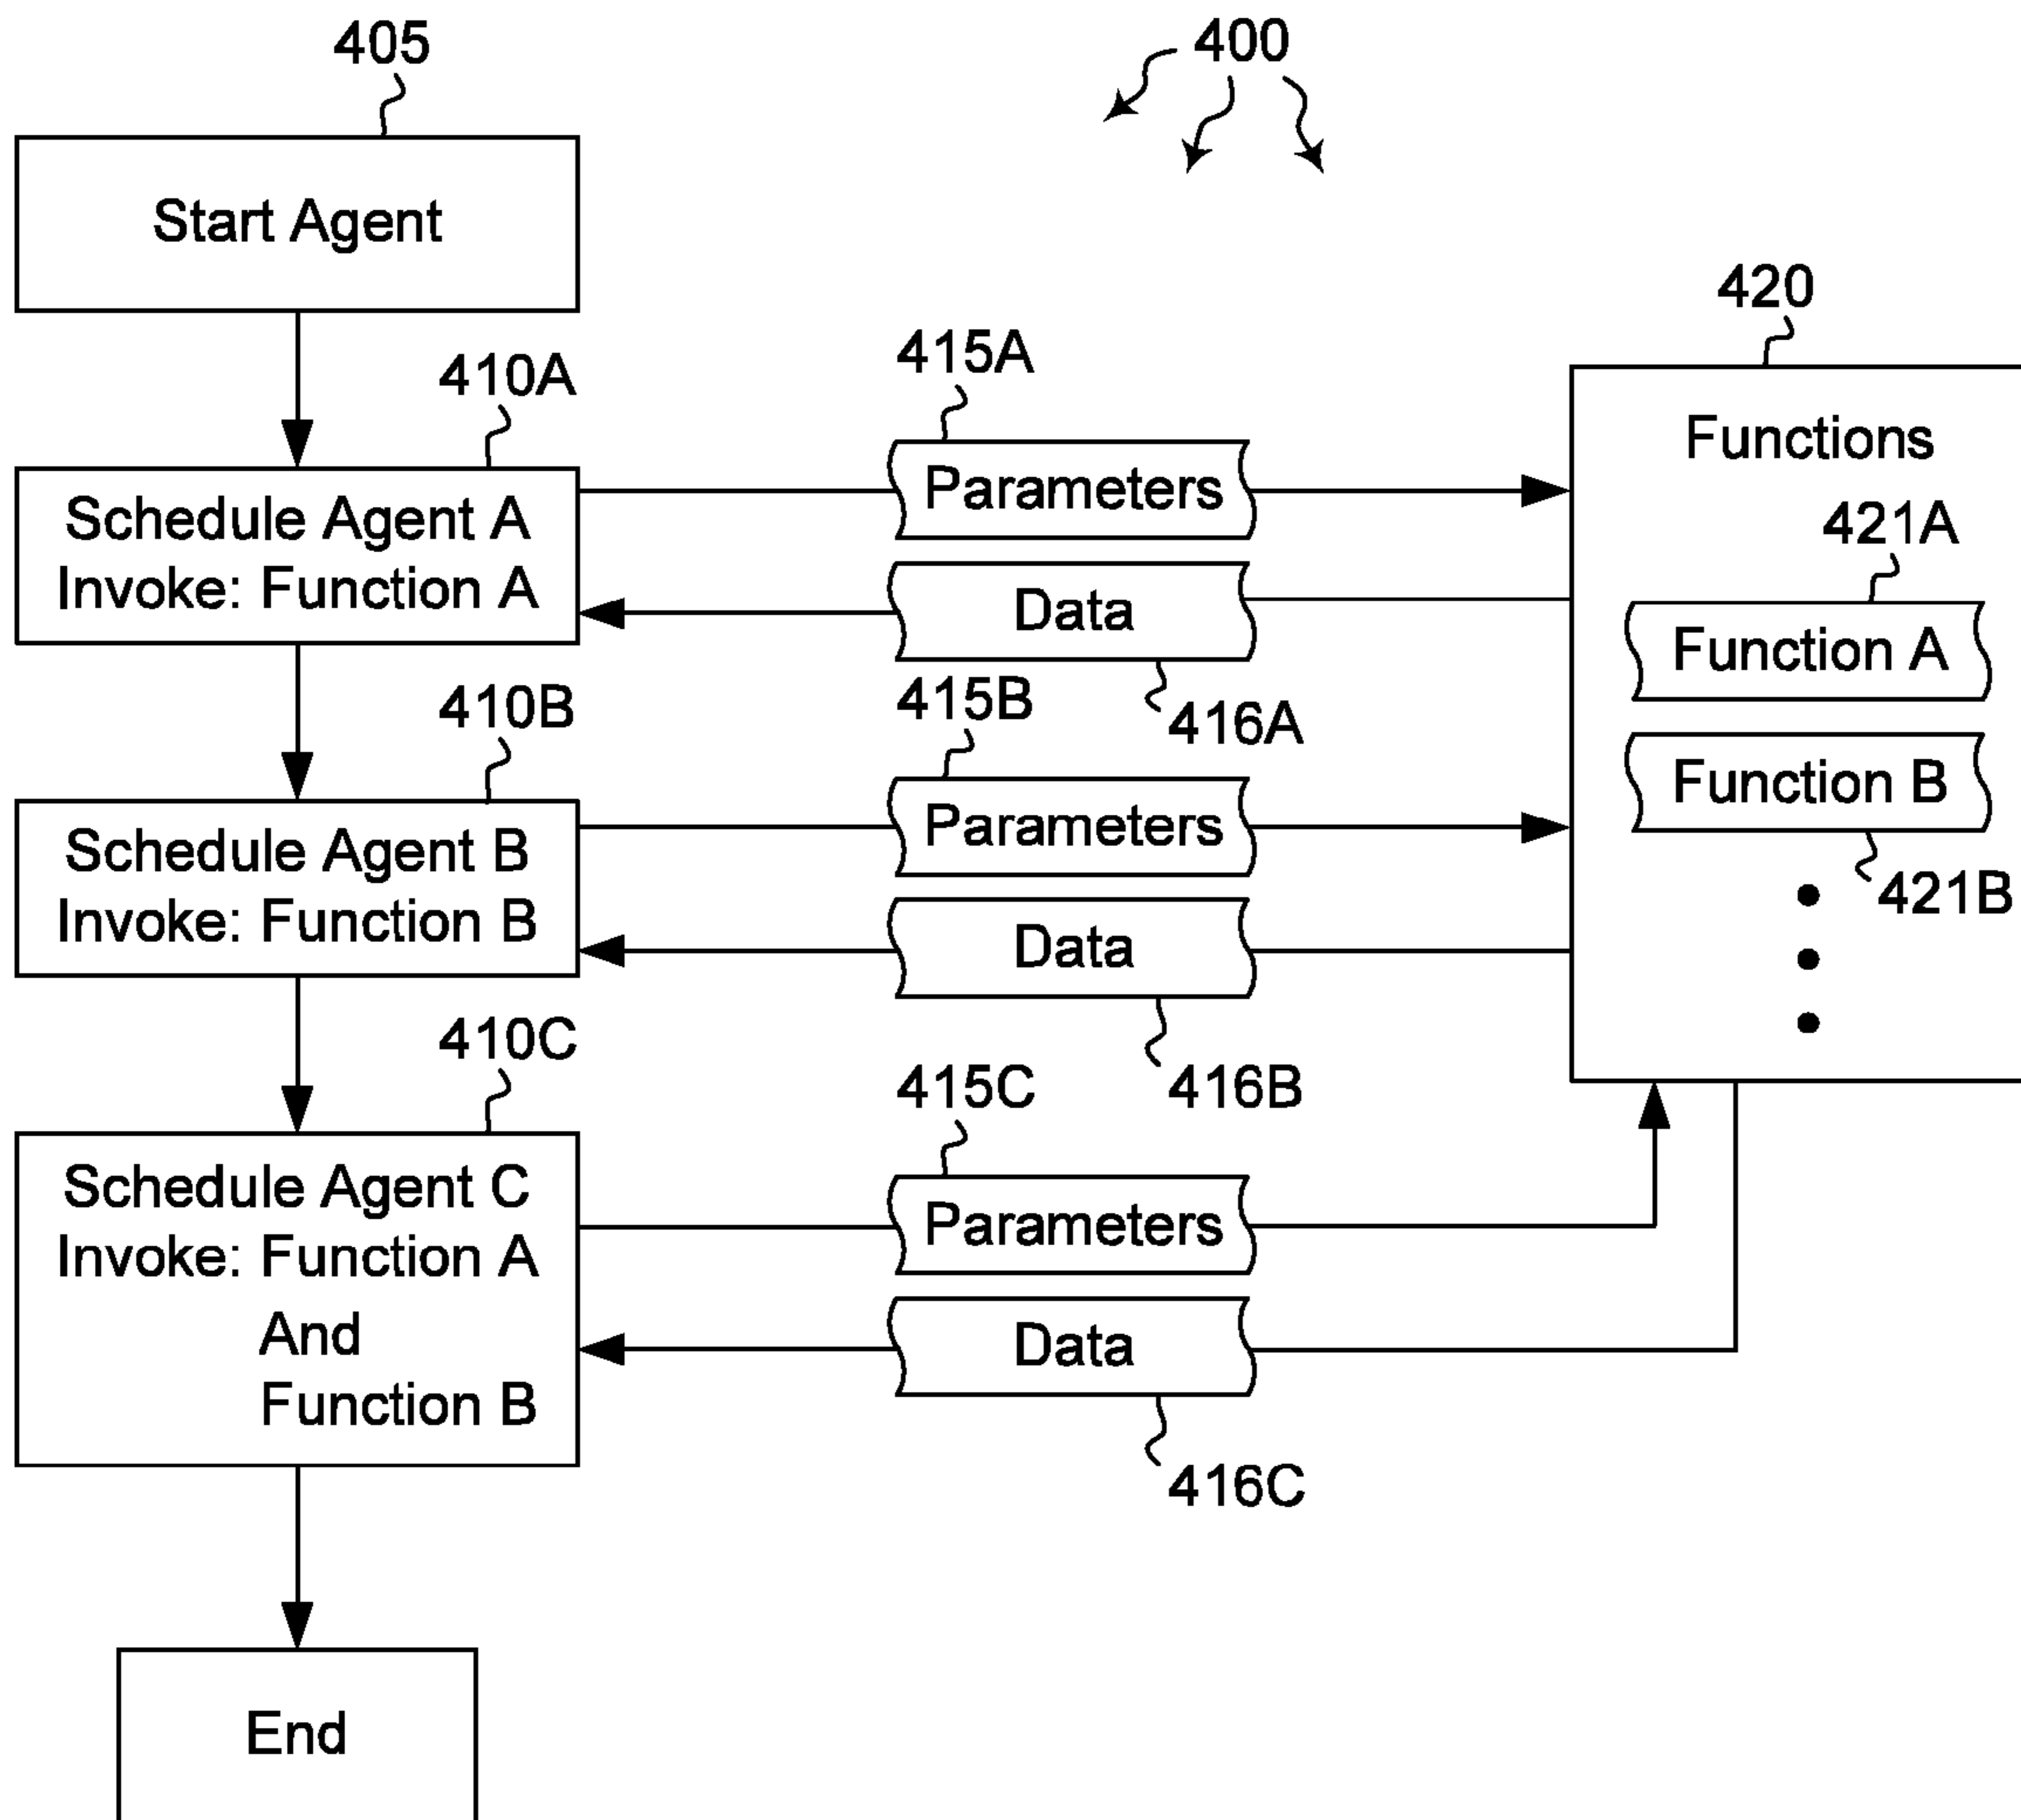 405
400
Start Agent
420
410A
415A
Functions
Schedule Agent A
Invoke: Function A
Parameters
421A
Data
Function A
410B
415B
416A
Function B
Schedule Agent B
Invoke: Function B
Parameters
421B
Data
410C
415C
416B
Schedule Agent C
Invoke: Function A
And
Function B
Parameters
Data
416C
End